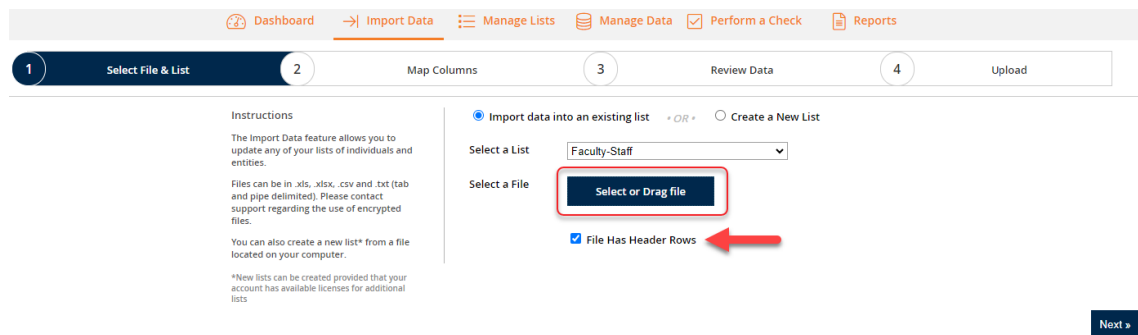 Dashboard Import Data Manage Lists Manage Data Perform a Check Reports
1 Select File & List 2 Map Columns 3 Review Data 4 Upload
Instructions
The Import Data feature allows you to
update any of your lists of individuals and
entities.
Files can be in .xls, .xlsx, .csv and .txt (tab
and pipe delimited). Please contact
support regarding the use of encrypted
files.
You can also create a new list* from a file
located on your computer.
*New lists can be created provided that your
account has available licenses for additional
lists
Import data into an existing list • OR • Create a New List
Select a List Faculty-Staff
Select a File Select or Drag file
File Has Header Rows
Next »